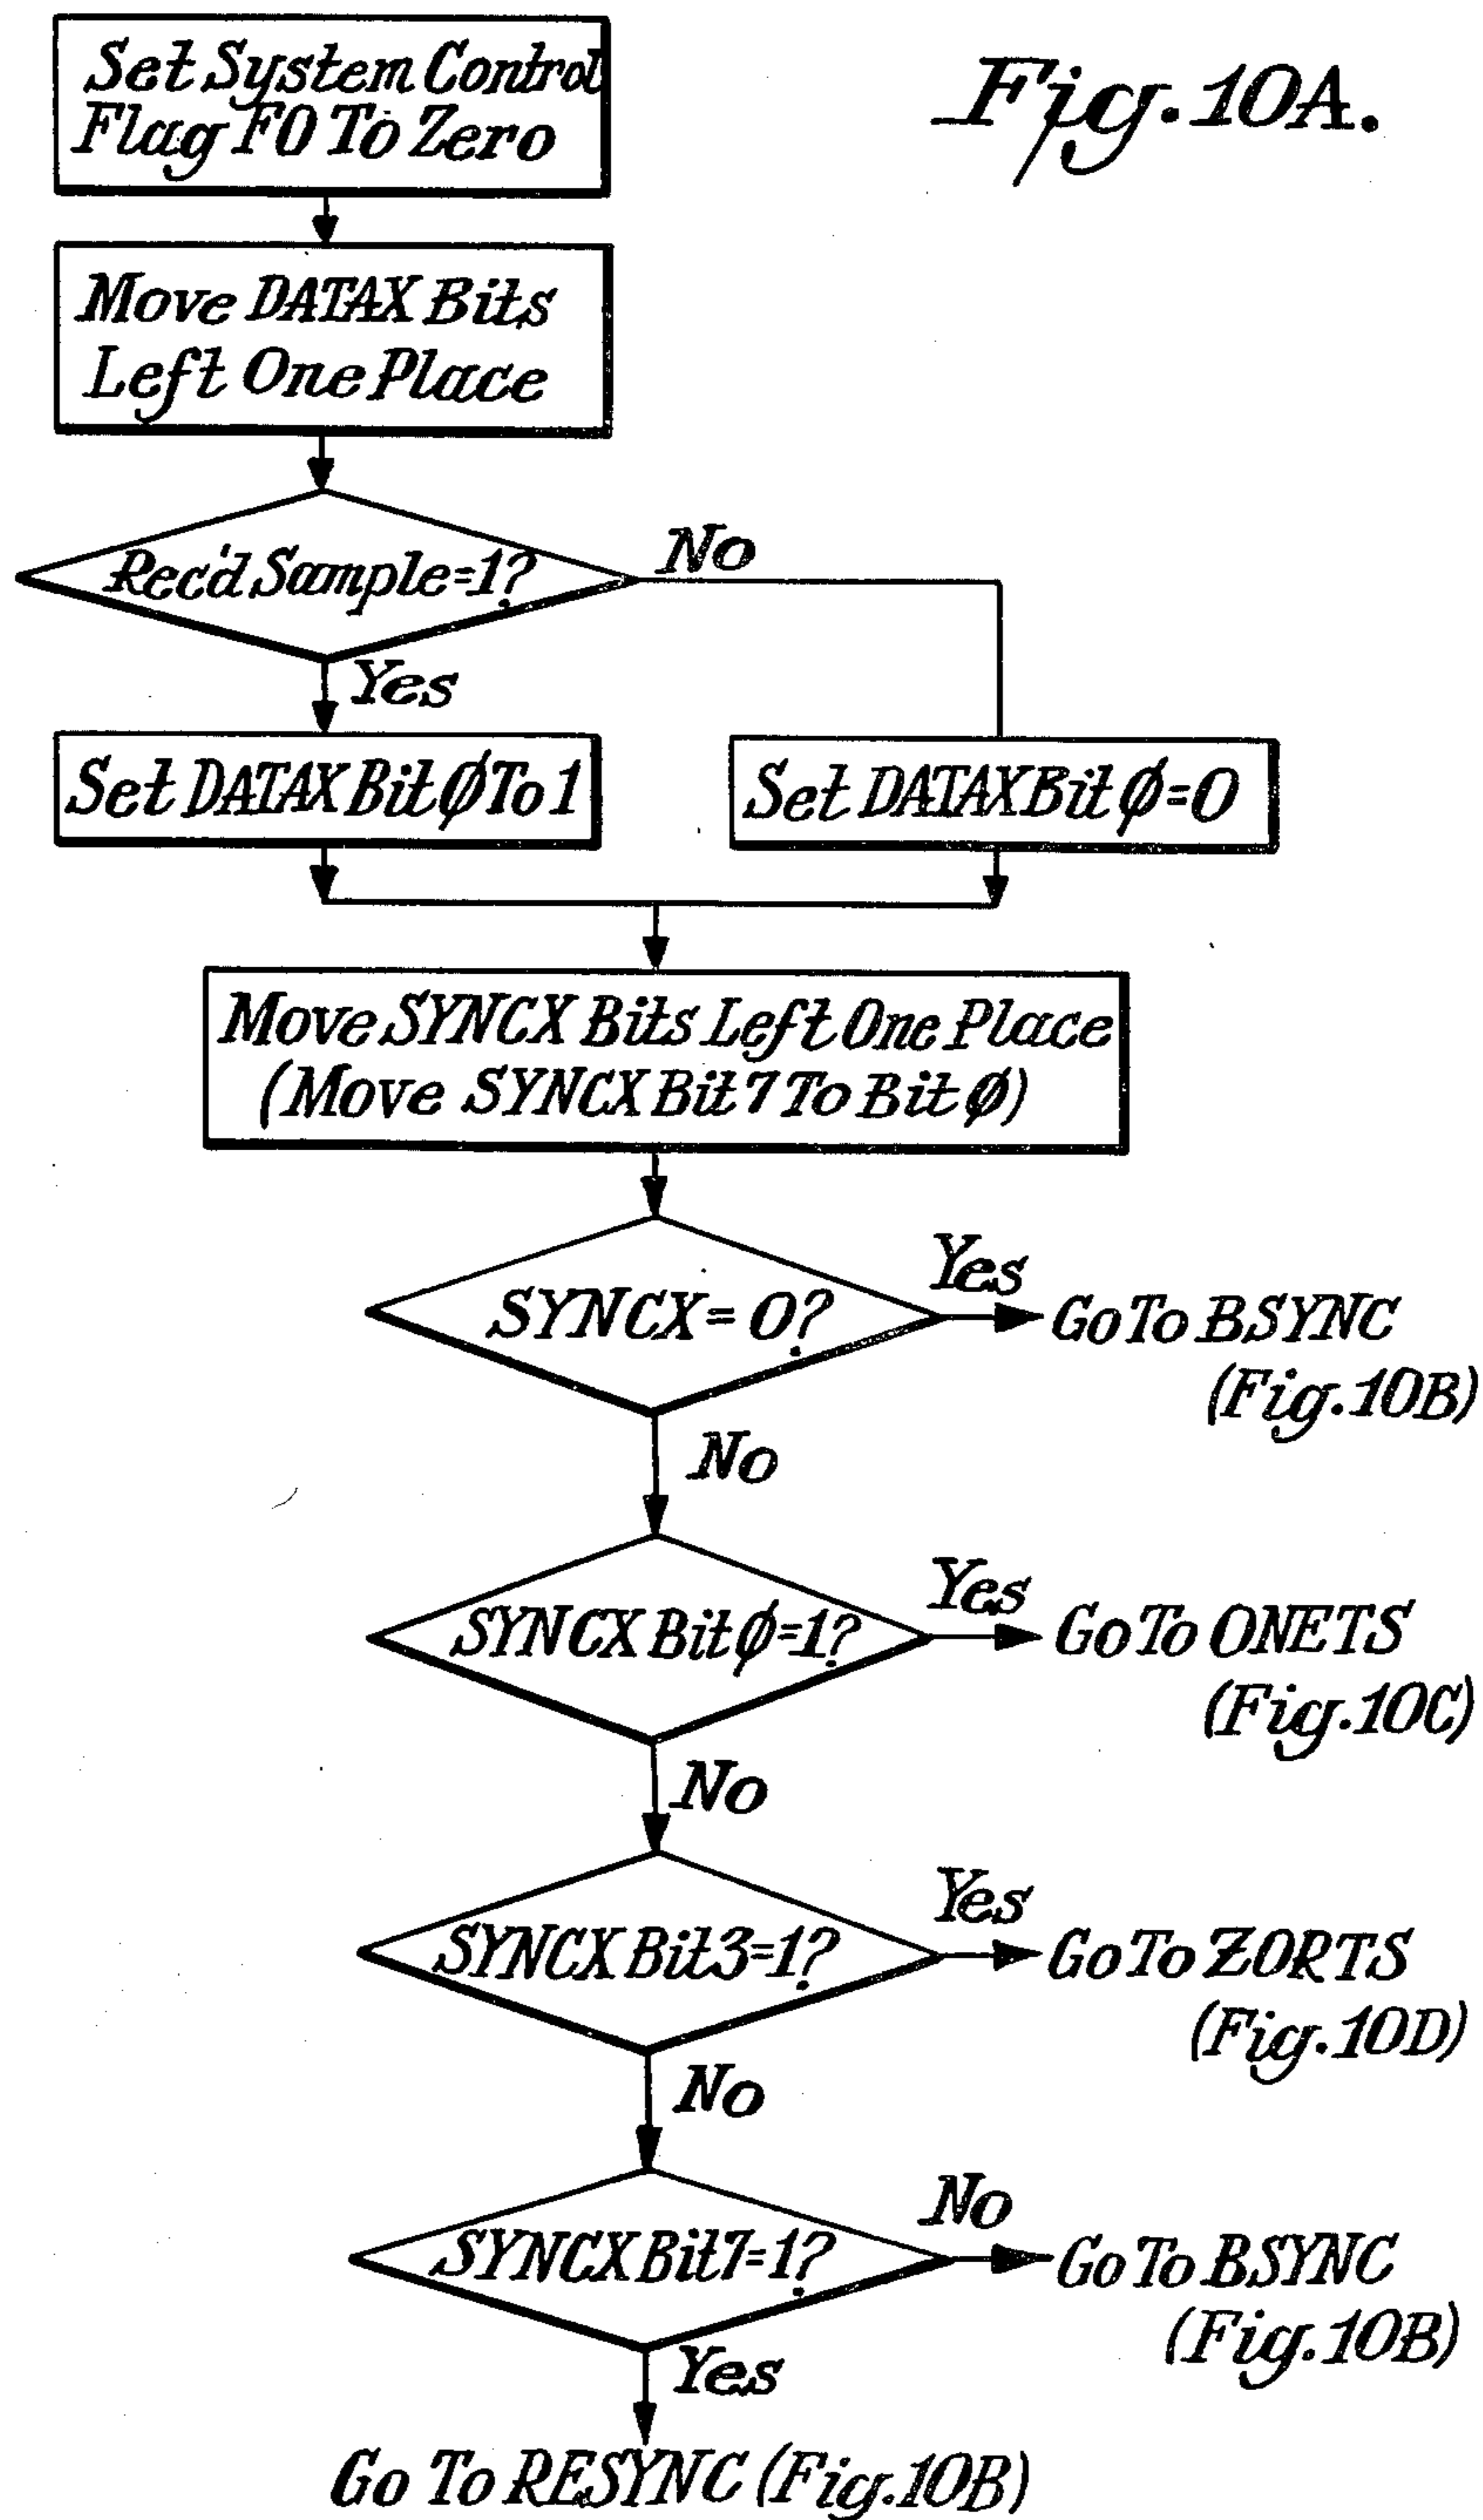 Fig. 10A.
Set System Control
Flag F0 To Zero
Move DATAX Bits
Left One Place
Rec'd Sample=1?
No
Yes
Set DATAX Bit Ø To 1
Set DATAX Bit Ø=0
Move SYNCX Bits Left One Place
(Move SYNCX Bit 7 To Bit Ø)
SYNCX = 0?
Yes
Go To BSYNC
(Fig. 10B)
No
SYNCX Bit Ø=1?
Yes
Go To ONETS
(Fig. 10C)
No
SYNCX Bit 3=1?
Yes
Go To ZORTS
(Fig. 10D)
No
SYNCX Bit 7=1?
No
Go To BSYNC
(Fig. 10B)
Yes
Go To RESYNC (Fig. 10B)